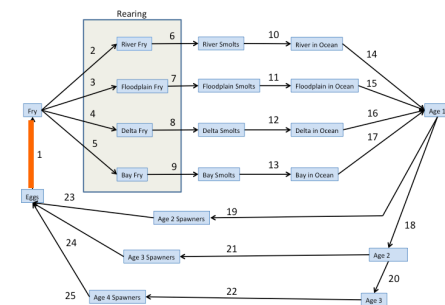 Rearing
2
River Fry
6
River Smolts
10
River in Ocean
14
3
Floodplain Fry
7
Floodplain Smolts
11
Floodplain in Ocean
15
Fry
Age 1
4
Delta Fry
8
Delta Smolts
12
Delta in Ocean
16
5
Bay Fry
9
Bay Smolts
13
Bay in Ocean
17
1
Eggs
23
Age 2 Spawners
19
18
24
Age 3 Spawners
21
Age 2
20
25
Age 4 Spawners
22
Age 3